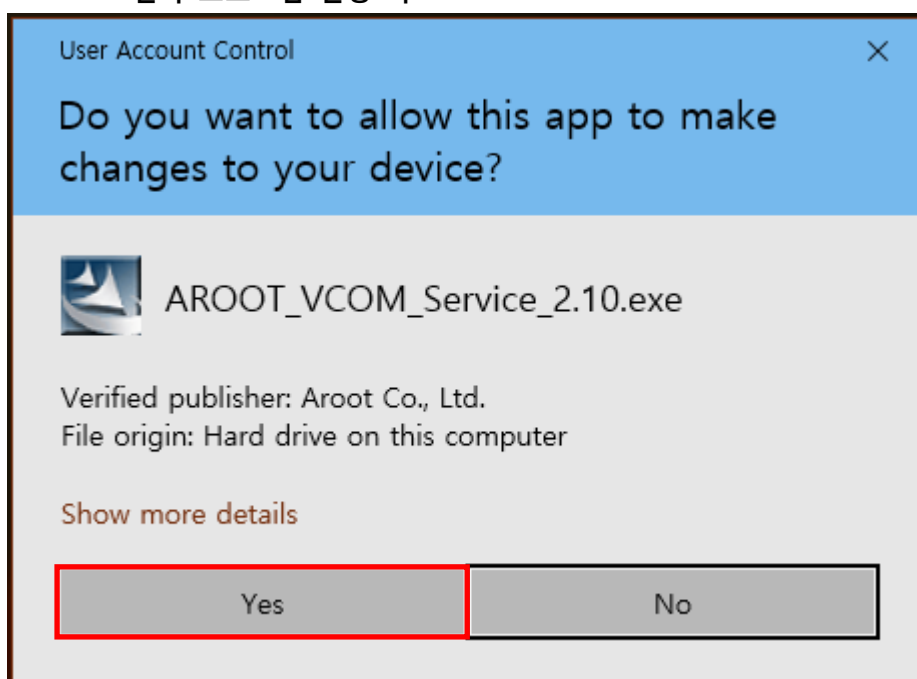 User Account Control
Do you want to allow this app to make
changes to your device?
AROOT_VCOM_Service_2.10.exe
Verified publisher: Aroot Co., Ltd.
File origin: Hard drive on this computer
Show more details
Yes
No